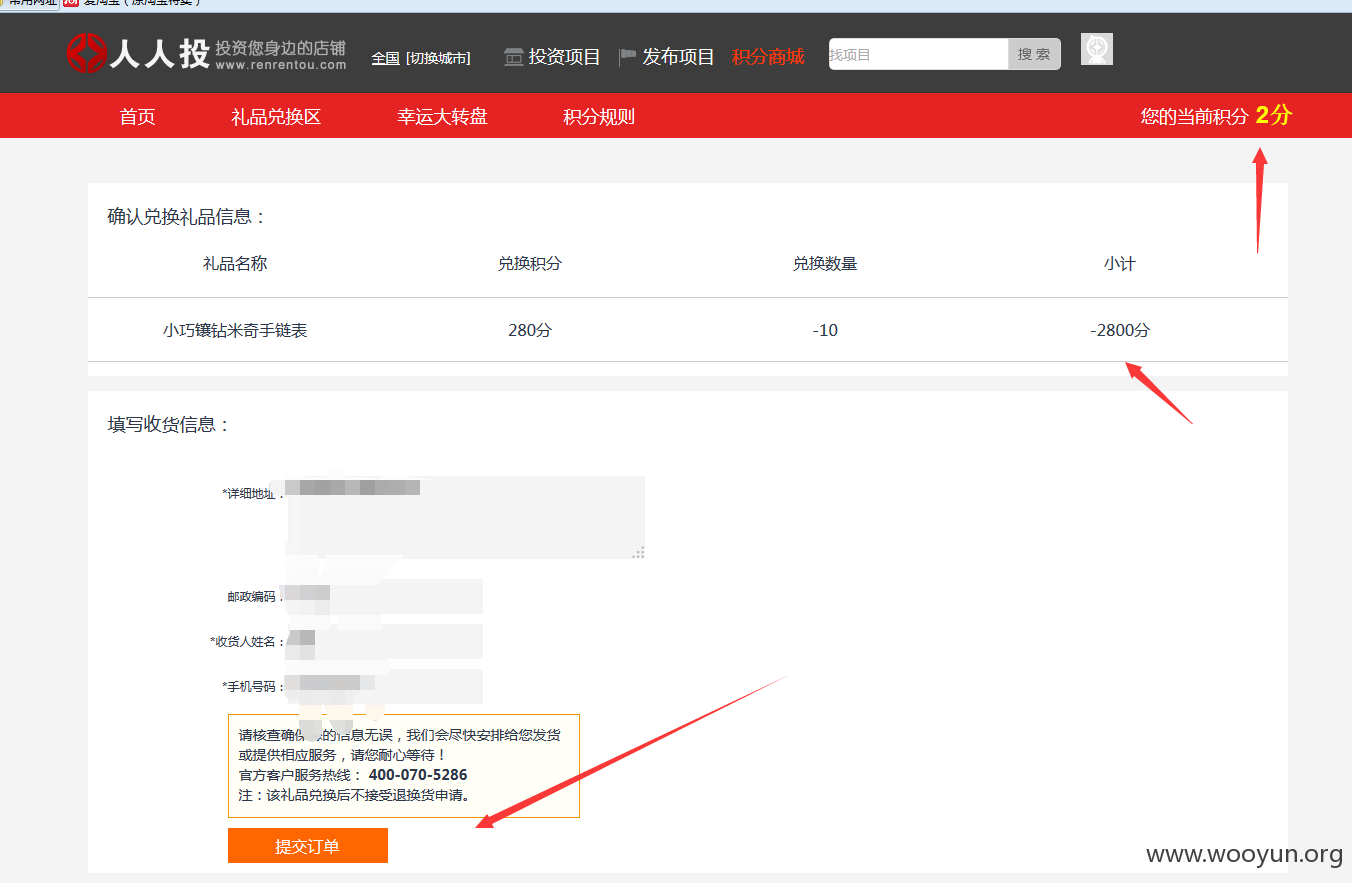 常用网址 爱淘宝 ( 原淘宝特卖 )
人人投 投资您身边的店铺
www.renrentou.com
全国 [切换城市] 投资项目 发布项目 积分商城 找项目 搜 索
首页 礼品兑换区 幸运大转盘 积分规则 您的当前积分 2分
确认兑换礼品信息：
礼品名称 兑换积分 兑换数量 小计
小巧镶钻米奇手链表 280分 -10 -2800分
填写收货信息：
*详细地址：
邮政编码：
*收货人姓名：
*手机号码：
请核查确保 的信息无误，我们会尽快安排给您发货
或提供相应服务，请您耐心等待！
官方客户服务热线： 400-070-5286
注：该礼品兑换后不接受退换货申请。
提交订单
www.wooyun.org